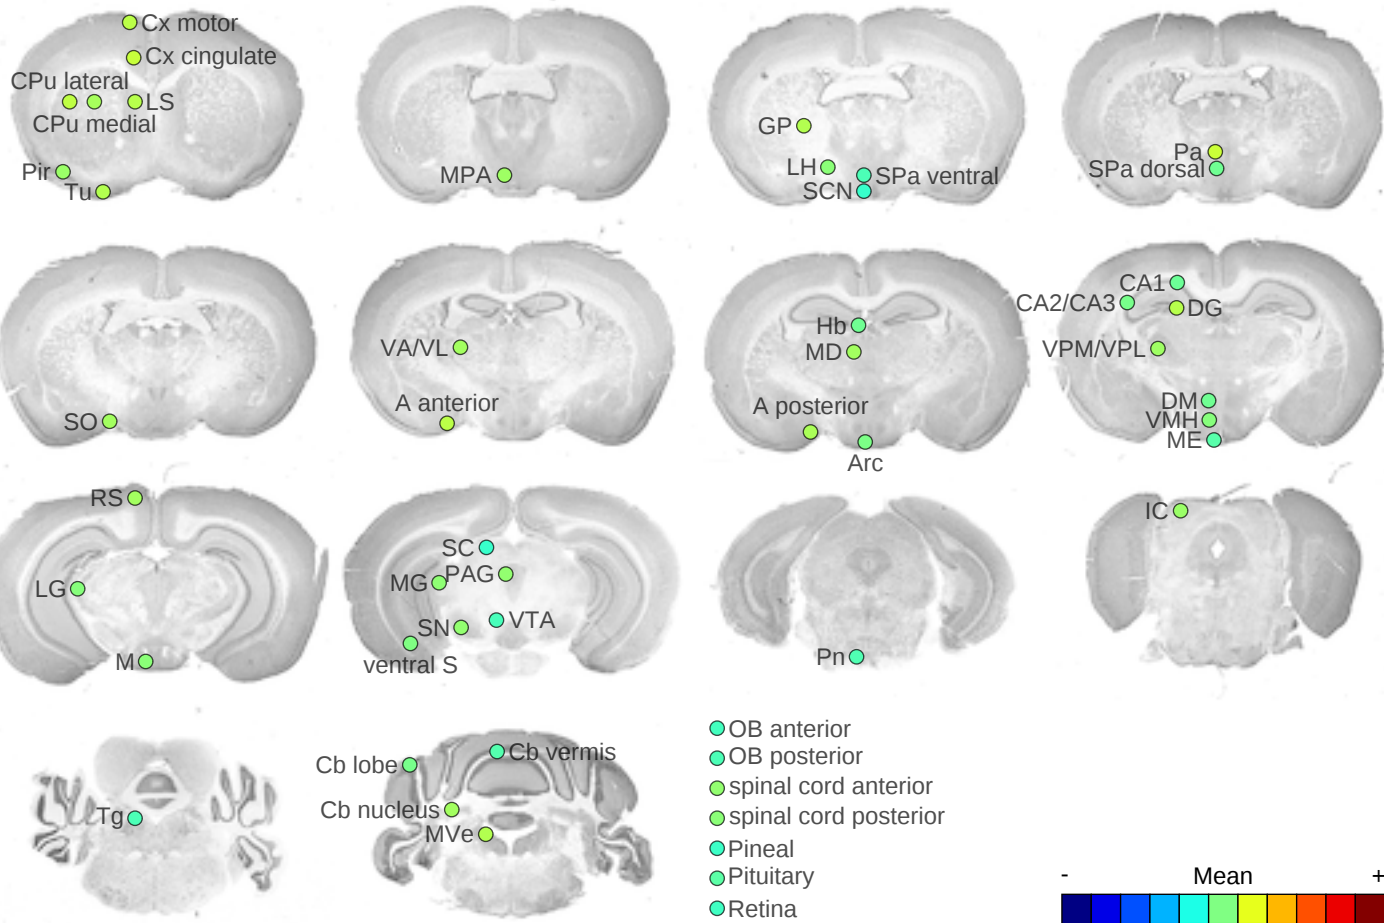 Cx motor
Cx cingulate
CPu lateral
LS
CPu medial
Pir
Tu
MPA
GP
LH
SPa ventral
SCN
Pa
SPa dorsal
SO
VA/VL
A anterior
Hb
MD
A posterior
Arc
CA1
CA2/CA3
DG
VPM/VPL
DM
VMH
ME
RS
LG
M
SC
MG
PAG
SN
VTA
ventral S
Pn
IC
Tg
Cb lobe
Cb vermis
Cb nucleus
MVe
OB anterior
OB posterior
spinal cord anterior
spinal cord posterior
Pineal
Pituitary
Retina
- Mean +